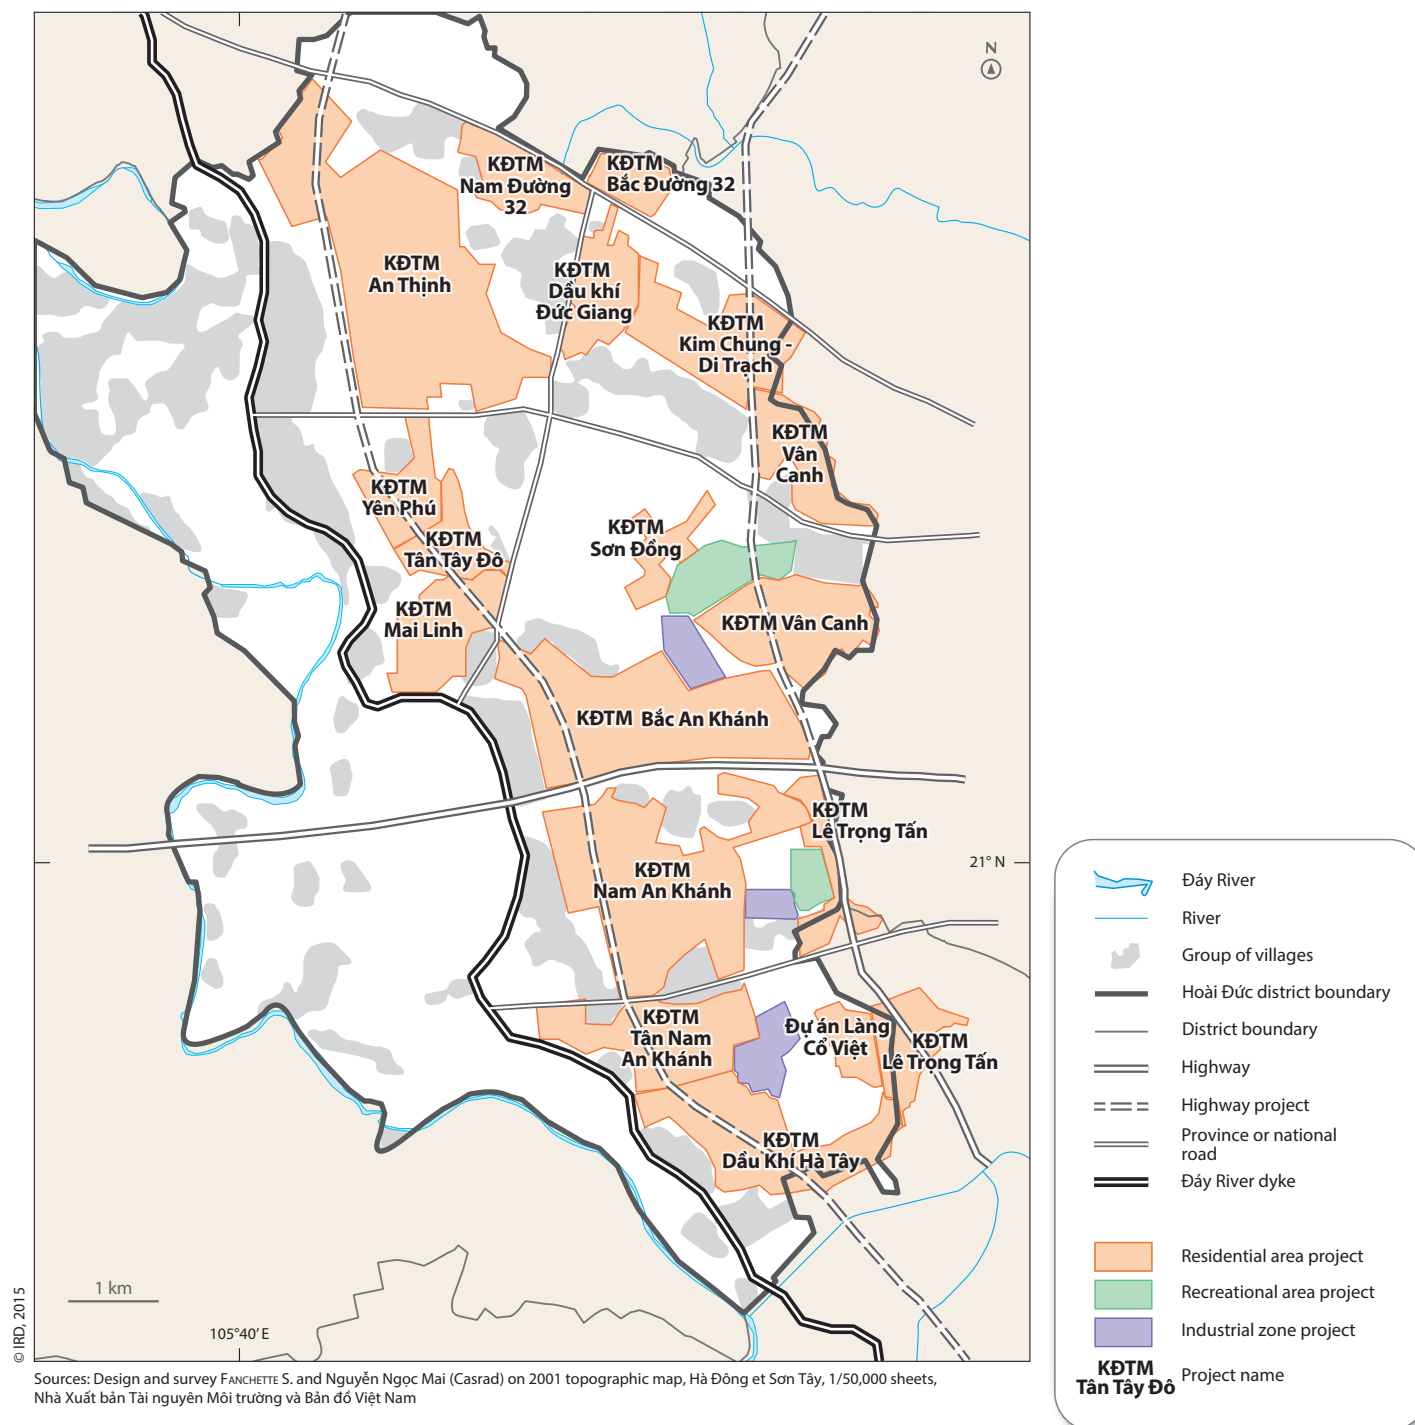 N
KĐTM
Nam Đường
32
KĐTM
Bắc Đường 32
KĐTM
An Thịnh
KĐTM
Dầu khí
Đức Giang
KĐTM
Kim Chung -
Di Trạch
KĐTM
Vân
Canh
KĐTM
Yên Phú
KĐTM
Tân Tây Đô
KĐTM
Sơn Đồng
KĐTM
Mai Linh
KĐTM Vân Canh
KĐTM Bắc An Khánh
KĐTM
Lê Trọng Tấn
KĐTM
Nam An Khánh
21° N
KĐTM
Tân Nam
An Khánh
Đự án Làng
Cổ Việt
KĐTM
Lê Trọng Tấn
KĐTM
Dầu Khí Hà Tây
1 km
105°40' E
© IRD, 2015
Đáy River
River
Group of villages
Hoài Đức district boundary
District boundary
Highway
Highway project
Province or national
road
Đáy River dyke
Residential area project
Recreational area project
Industrial zone project
KĐTM
Tân Tây Đô
Project name
Sources: Design and survey FANCHETTE S. and Nguyễn Ngọc Mai (Casrad) on 2001 topographic map, Hà Đông et Sơn Tây, 1/50,000 sheets,
Nhà Xuất bản Tài nguyên Môi trường và Bản đồ Việt Nam